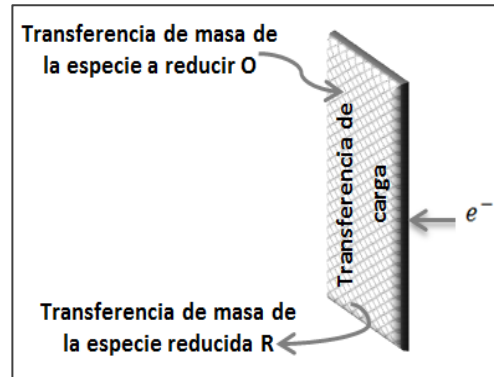 Transferencia de masa de
la especie a reducir O
Transferencia de
carga
e⁻
Transferencia de masa de
la especie reducida R